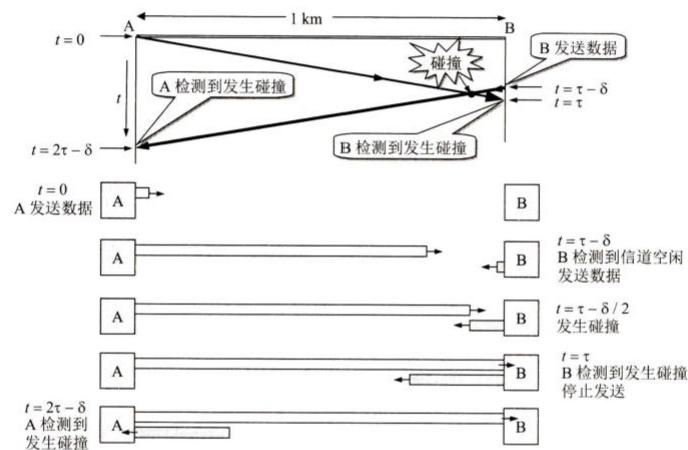 1 km
A
B
t=0
碰撞
B 发送数据
A 检测到发生碰撞
t=τ−δ
t=τ
t
B 检测到发生碰撞
t=2τ−δ
t=0
A 发送数据
A
B
t=τ−δ
B 检测到信道空闲
发送数据
A
B
t=τ−δ/2
发生碰撞
A
B
t=τ
B 检测到发生碰撞
停止发送
A
B
t=2τ−δ
A 检测到
发生碰撞
A
B